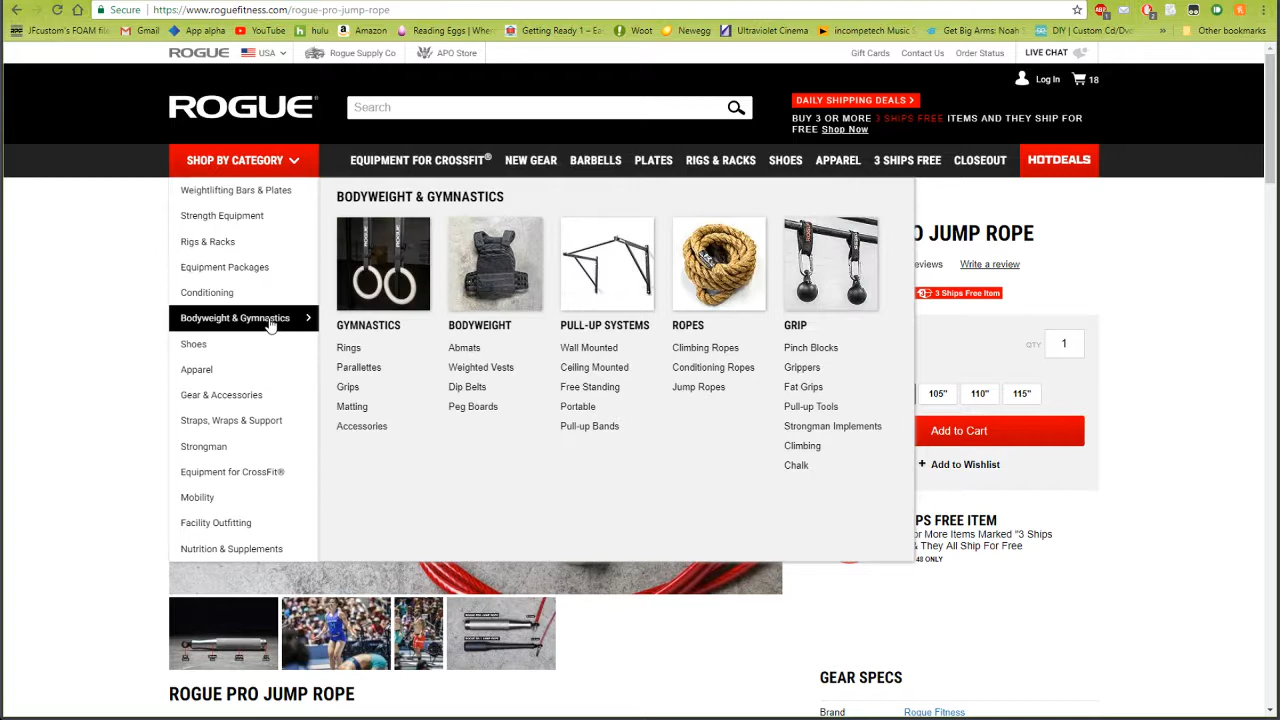 Secure https://www.roguefitness.com/rogue-pro-jump-rope
JFcustom's FOAM file Gmail App alpha YouTube hulu Amazon Reading Eggs | Where Getting Ready 1 – Easy Woot Newegg Ultraviolet Cinema incompetech Music Get Big Arms: Noah DIY | Custom Cd/Dvd » Other bookmarks
ROGUE USA Rogue Supply Co APO Store Gift Cards Contact Us Order Status LIVE CHAT
Log In 18
ROGUE
Search
DAILY SHIPPING DEALS >
BUY 3 OR MORE 3 SHIPS FREE ITEMS AND THEY SHIP FOR
FREE Shop Now
SHOP BY CATEGORY EQUIPMENT FOR CROSSFIT® NEW GEAR BARBELLS PLATES RIGS & RACKS SHOES APPAREL 3 SHIPS FREE CLOSEOUT HOTDEALS
Weightlifting Bars & Plates
Strength Equipment
Rigs & Racks
Equipment Packages
Conditioning
Bodyweight & Gymnastics
Shoes
Apparel
Gear & Accessories
Straps, Wraps & Support
Strongman
Equipment for CrossFit®
Mobility
Facility Outfitting
Nutrition & Supplements
BODYWEIGHT & GYMNASTICS
GYMNASTICS
Rings
Parallettes
Grips
Matting
Accessories
BODYWEIGHT
Abmats
Weighted Vests
Dip Belts
Peg Boards
PULL-UP SYSTEMS
Wall Mounted
Ceiling Mounted
Free Standing
Portable
Pull-up Bands
ROPES
Climbing Ropes
Conditioning Ropes
Jump Ropes
GRIP
Pinch Blocks
Grippers
Fat Grips
Pull-up Tools
Strongman Implements
Climbing
Chalk
O JUMP ROPE
eviews Write a review
3 Ships Free Item
QTY 1
105" 110" 115"
Add to Cart
+ Add to Wishlist
PS FREE ITEM
or More Items Marked "3 Ships
& They All Ship For Free
48 ONLY
ROGUE PRO JUMP ROPE
GEAR SPECS
Brand Rogue Fitness